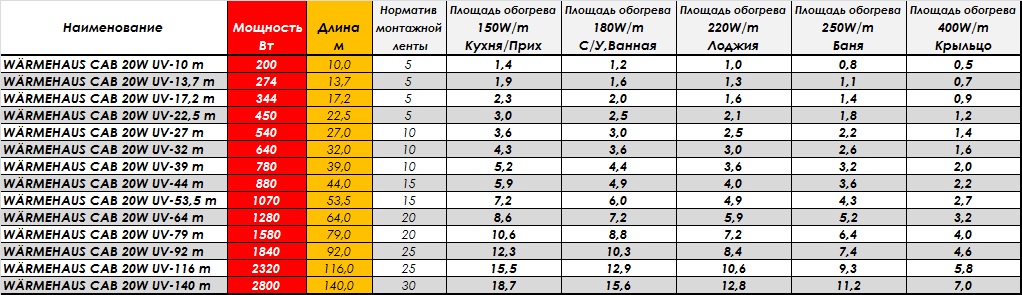 Наименование Мощность Вт Длина м Норматив монтажной ленты Площадь обогрева 150W/m Кухня/Прих Площадь обогрева 180W/m С/У,Ванная Площадь обогрева 220W/m Лоджия Площадь обогрева 250W/m Баня Площадь обогрева 400W/m Крыльцо
WÄRMEHAUS CAB 20W UV-10 m 200 10,0 5 1,4 1,2 1,0 0,8 0,5
WÄRMEHAUS CAB 20W UV-13,7 m 274 13,7 5 1,9 1,6 1,3 1,1 0,7
WÄRMEHAUS CAB 20W UV-17,2 m 344 17,2 5 2,3 2,0 1,6 1,4 0,9
WÄRMEHAUS CAB 20W UV-22,5 m 450 22,5 5 3,0 2,5 2,1 1,8 1,2
WÄRMEHAUS CAB 20W UV-27 m 540 27,0 10 3,6 3,0 2,5 2,2 1,4
WÄRMEHAUS CAB 20W UV-32 m 640 32,0 10 4,3 3,6 3,0 2,6 1,6
WÄRMEHAUS CAB 20W UV-39 m 780 39,0 10 5,2 4,4 3,6 3,2 2,0
WÄRMEHAUS CAB 20W UV-44 m 880 44,0 15 5,9 4,9 4,0 3,6 2,2
WÄRMEHAUS CAB 20W UV-53,5 m 1070 53,5 15 7,2 6,0 4,9 4,3 2,7
WÄRMEHAUS CAB 20W UV-64 m 1280 64,0 20 8,6 7,2 5,9 5,2 3,2
WÄRMEHAUS CAB 20W UV-79 m 1580 79,0 20 10,6 8,8 7,2 6,4 4,0
WÄRMEHAUS CAB 20W UV-92 m 1840 92,0 25 12,3 10,3 8,4 7,4 4,6
WÄRMEHAUS CAB 20W UV-116 m 2320 116,0 25 15,5 12,9 10,6 9,3 5,8
WÄRMEHAUS CAB 20W UV-140 m 2800 140,0 30 18,7 15,6 12,8 11,2 7,0